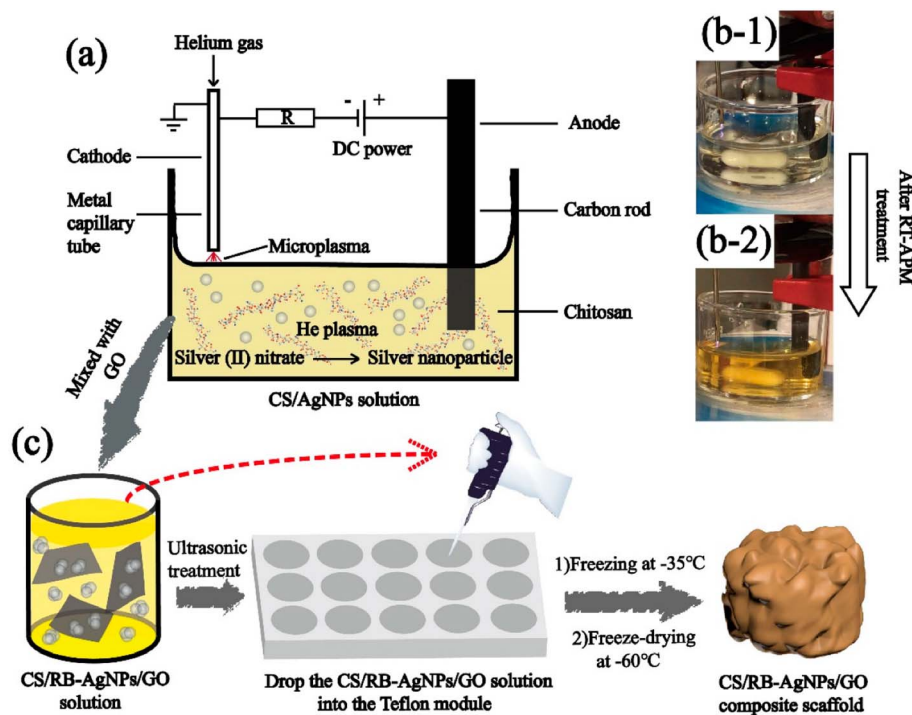 (a)
Helium gas
R
-
+
DC power
Anode
Cathode
Metal
capillary
tube
Microplasma
Carbon rod
He plasma
Chitosan
Silver (II) nitrate
Silver nanoparticle
CS/AgNPs solution
(b-1)
(b-2)
After RT-APM
treatment
Mixed with
GO
(c)
CS/RB-AgNPs/GO
solution
Ultrasonic
treatment
Drop the CS/RB-AgNPs/GO solution
into the Teflon module
1)Freezing at -35℃
2)Freeze-drying
at -60℃
CS/RB-AgNPs/GO
composite scaffold